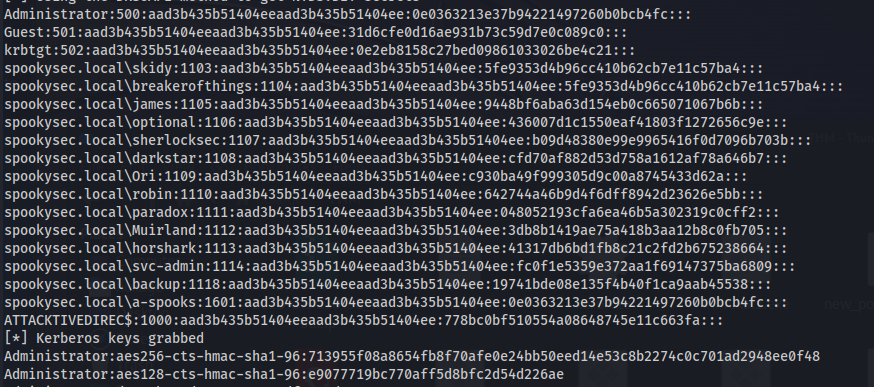 Administrator:500:aad3b435b51404eeaad3b435b51404ee:0e0363213e37b94221497260b0bcb4fc:::
Guest:501:aad3b435b51404eeaad3b435b51404ee:31d6cfe0d16ae931b73c59d7e0c089c0:::
krbtgt:502:aad3b435b51404eeaad3b435b51404ee:0e2eb8158c27bed09861033026be4c21:::
spookysec.local\skidy:1103:aad3b435b51404eeaad3b435b51404ee:5fe9353d4b96cc410b62cb7e11c57ba4:::
spookysec.local\breakerofthings:1104:aad3b435b51404eeaad3b435b51404ee:5fe9353d4b96cc410b62cb7e11c57ba4:::
spookysec.local\james:1105:aad3b435b51404eeaad3b435b51404ee:9448bf6aba63d154eb0c665071067b6b:::
spookysec.local\optional:1106:aad3b435b51404eeaad3b435b51404ee:436007d1c1550eaf41803f1272656c9e:::
spookysec.local\sherlocksec:1107:aad3b435b51404eeaad3b435b51404ee:b09d48380e99e9965416f0d7096b703b:::
spookysec.local\darkstar:1108:aad3b435b51404eeaad3b435b51404ee:cfd70af882d53d758a1612af78a646b7:::
spookysec.local\Ori:1109:aad3b435b51404eeaad3b435b51404ee:c930ba49f999305d9c00a8745433d62a:::
spookysec.local\robin:1110:aad3b435b51404eeaad3b435b51404ee:642744a46b9d4f6dff8942d23626e5bb:::
spookysec.local\paradox:1111:aad3b435b51404eeaad3b435b51404ee:048052193cfa6ea46b5a302319c0cff2:::
spookysec.local\Muirland:1112:aad3b435b51404eeaad3b435b51404ee:3db8b1419ae75a418b3aa12b8c0fb705:::
spookysec.local\horshark:1113:aad3b435b51404eeaad3b435b51404ee:41317db6bd1fb8c21c2fd2b675238664:::
spookysec.local\svc-admin:1114:aad3b435b51404eeaad3b435b51404ee:fc0f1e5359e372aa1f69147375ba6809:::
spookysec.local\backup:1118:aad3b435b51404eeaad3b435b51404ee:19741bde08e135f4b40f1ca9aab45538:::
spookysec.local\a-spooks:1601:aad3b435b51404eeaad3b435b51404ee:0e0363213e37b94221497260b0bcb4fc:::
ATTACKTIVEDIREC$:1000:aad3b435b51404eeaad3b435b51404ee:778bc0bf510554a08648745e11c663fa:::
[*] Kerberos keys grabbed
Administrator:aes256-cts-hmac-sha1-96:713955f08a8654fb8f70afe0e24bb50eed14e53c8b2274c0c701ad2948ee0f48
Administrator:aes128-cts-hmac-sha1-96:e9077719bc770aff5d8bfc2d54d226ae